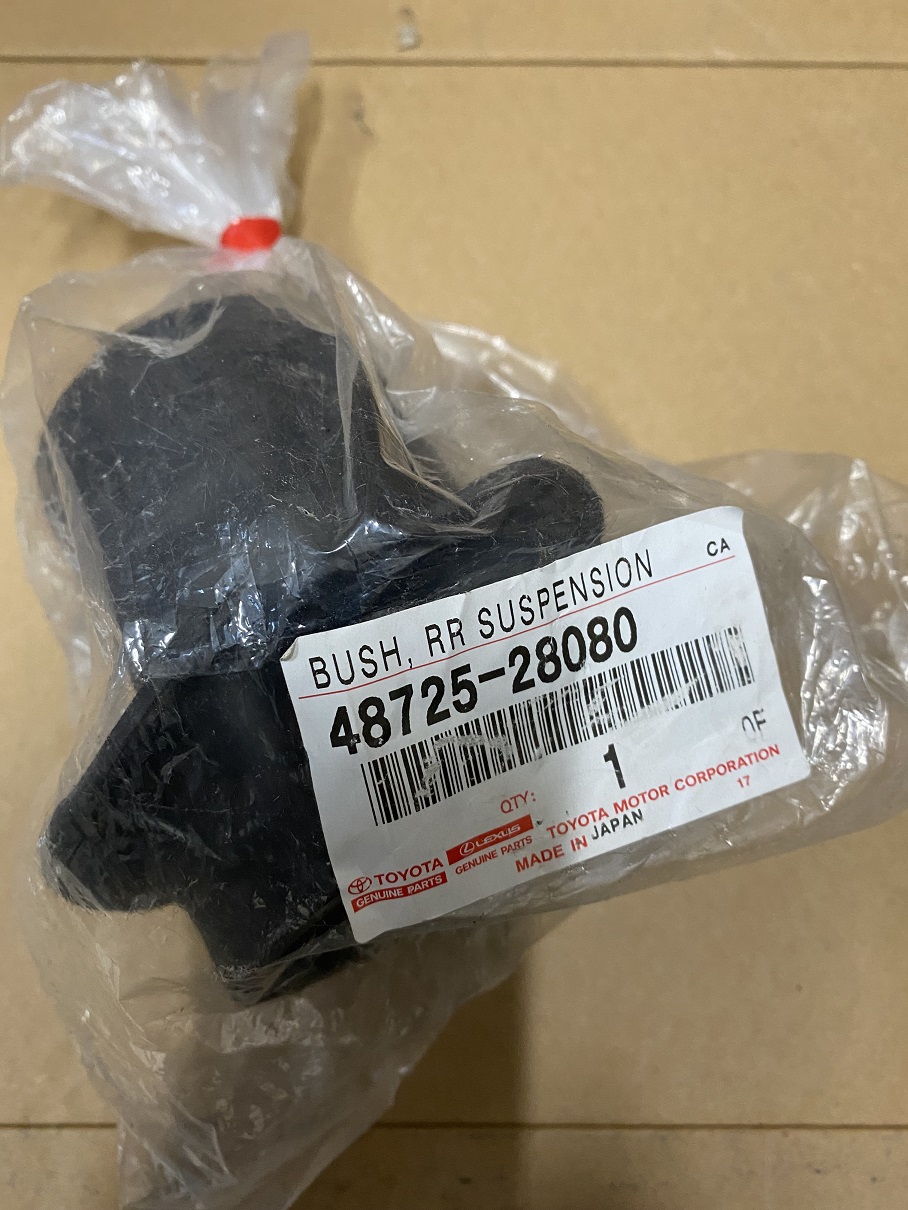 BUSH, RR SUSPENSION CA
48725-28080
QTY: 1
TOYOTA LEXUS TOYOTA MOTOR CORPORATION
GENUINE PARTS GENUINE PARTS MADE IN JAPAN 17